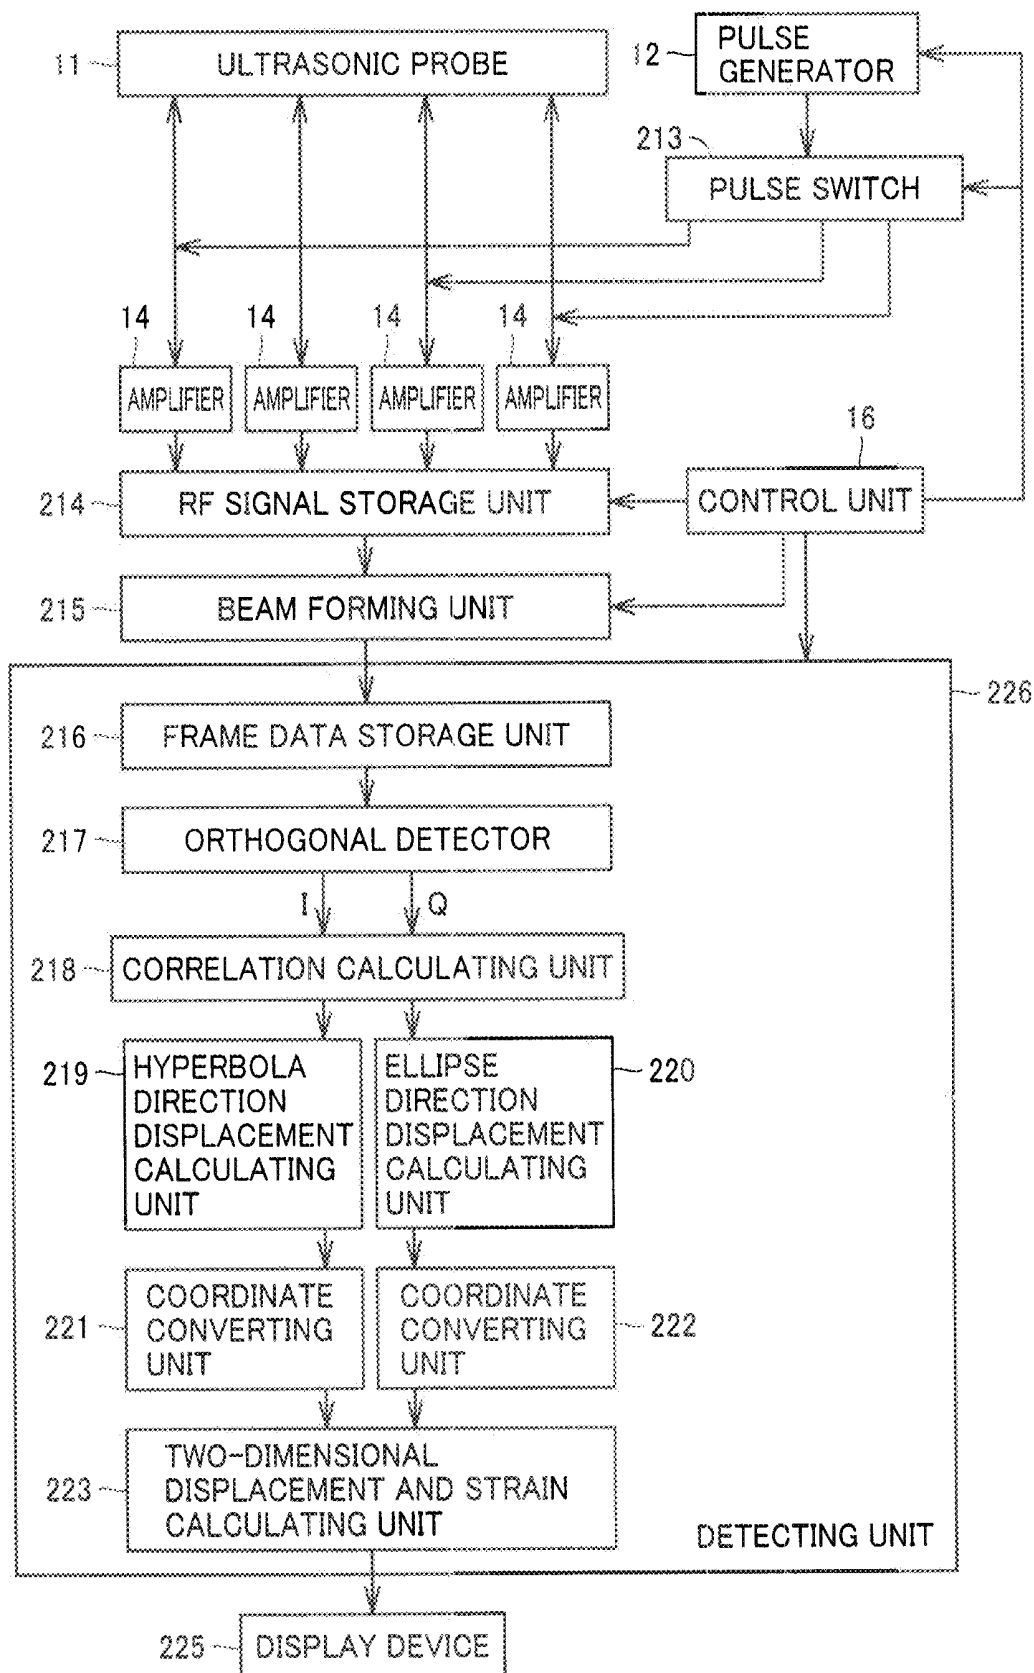 11
ULTRASONIC PROBE
12
PULSE
GENERATOR
213
PULSE SWITCH
14
14
14
14
AMPLIFIER
AMPLIFIER
AMPLIFIER
AMPLIFIER
16
214
RF SIGNAL STORAGE UNIT
CONTROL UNIT
215
BEAM FORMING UNIT
226
216
FRAME DATA STORAGE UNIT
217
ORTHOGONAL DETECTOR
I
Q
218
CORRELATION CALCULATING UNIT
219
HYPERBOLA
DIRECTION
DISPLACEMENT
CALCULATING
UNIT
ELLIPSE
DIRECTION
DISPLACEMENT
CALCULATING
UNIT
220
221
COORDINATE
CONVERTING
UNIT
COORDINATE
CONVERTING
UNIT
222
223
TWO-DIMENSIONAL
DISPLACEMENT AND STRAIN
CALCULATING UNIT
DETECTING UNIT
225
DISPLAY DEVICE